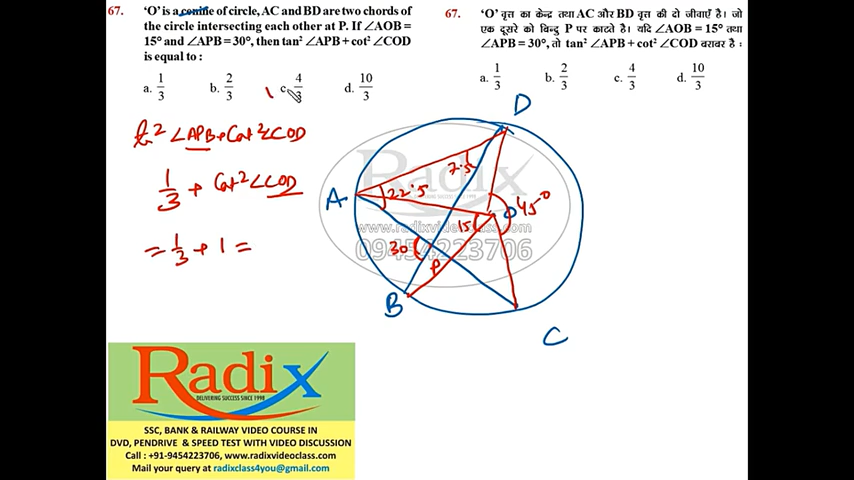 67. 'O' is a centre of circle, AC and BD are two chords of
the circle intersecting each other at P. If ∠AOB =
15° and ∠APB = 30°, then tan² ∠APB + cot² ∠COD
is equal to :
a. 1/3 b. 2/3 c. 4/3 d. 10/3
67. 'O' वृत्त का केन्द्र तथा AC और BD वृत्त की दो जीवाएँ है। जो
एक दूसरे को बिन्दु P पर काटते है। यदि ∠AOB = 15° तथा
∠APB = 30°, तो tan² ∠APB + cot² ∠COD बराबर है :
a. 1/3 b. 2/3 c. 4/3 d. 10/3
∠APB + Cot² ∠COD
1/3 + Cot² ∠COD
= 1/3 + 1 =
D
7.5
A
22.5
O
45°
15
30
P
B
C
Radix
www.radixvideoclass.com
09454223706
Radix
DELIVERING SUCCESS SINCE 1998
SSC, BANK & RAILWAY VIDEO COURSE IN
DVD, PENDRIVE & SPEED TEST WITH VIDEO DISCUSSION
Call : +91-9454223706, www.radixvideoclass.com
Mail your query at radixclass4you@gmail.com